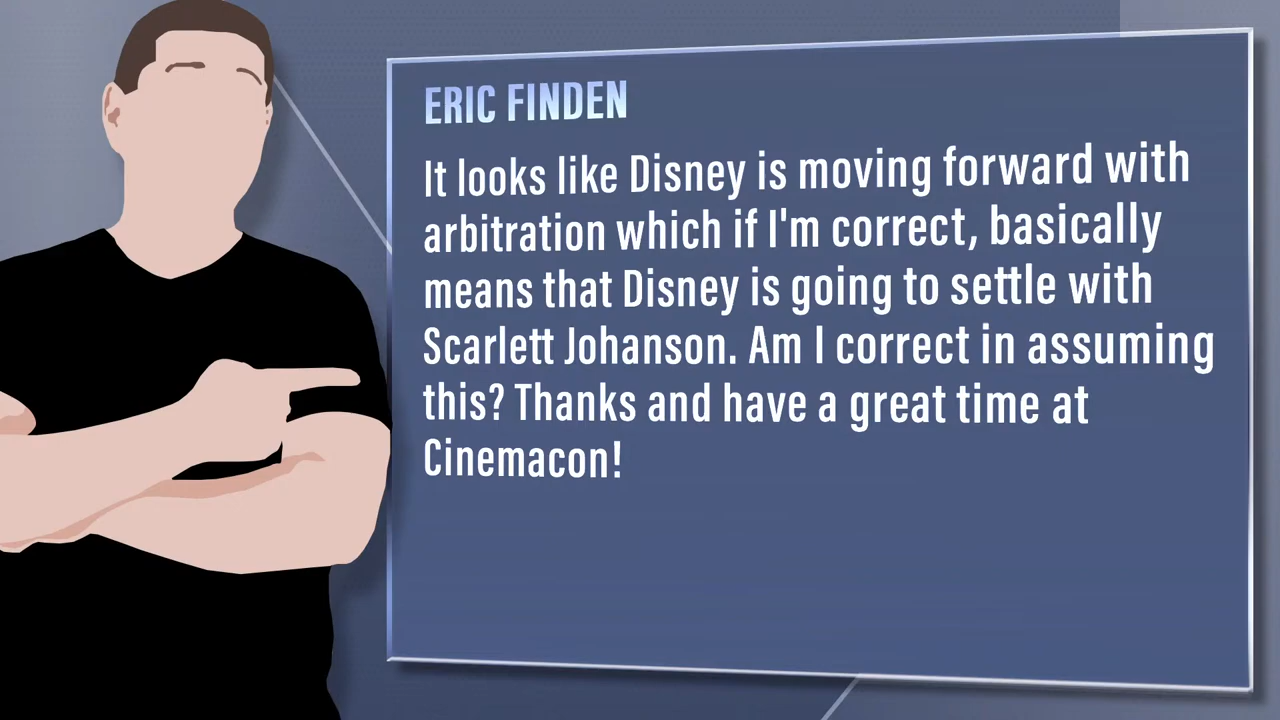 ERIC FINDEN
It looks like Disney is moving forward with
arbitration which if I'm correct, basically
means that Disney is going to settle with
Scarlett Johanson. Am I correct in assuming
this? Thanks and have a great time at
Cinemacon!